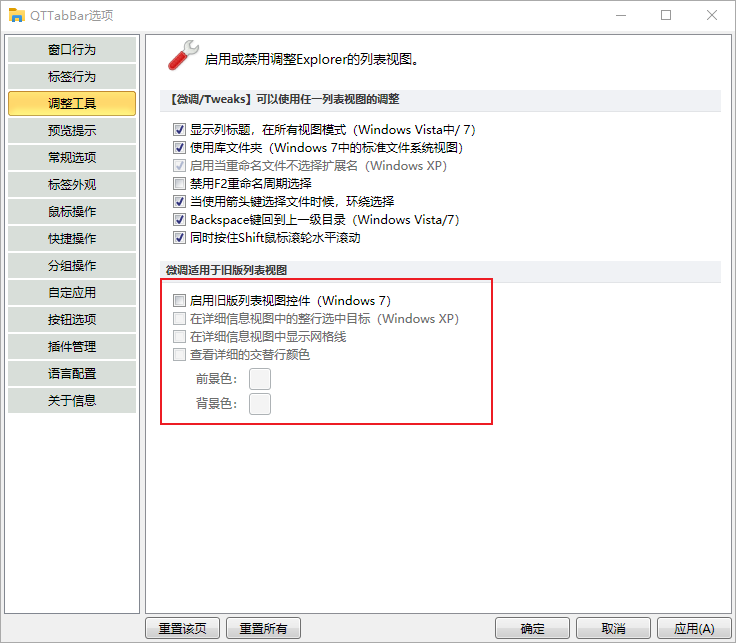 QTTabBar选项
窗口行为
标签行为
调整工具
预览提示
常规选项
标签外观
鼠标操作
快捷操作
分组操作
自定应用
按钮选项
插件管理
语言配置
关于信息
启用或禁用调整Explorer的列表视图。
【微调/Tweaks】可以使用任一列表视图的调整
显示列标题，在所有视图模式（Windows Vista中/ 7）
使用库文件夹（Windows 7中的标准文件系统视图）
启用当重命名文件不选择扩展名（Windows XP）
禁用F2重命名周期选择
当使用箭头键选择文件时候，环绕选择
Backspace键回到上一级目录（Windows Vista/7）
同时按住Shift鼠标滚轮水平滚动
微调适用于旧版列表视图
启用旧版列表视图控件（Windows 7）
在详细信息视图中的整行选中目标（Windows XP）
在详细信息视图中显示网格线
查看详细的交替行颜色
前景色：
背景色：
重置该页
重置所有
确定
取消
应用(A)